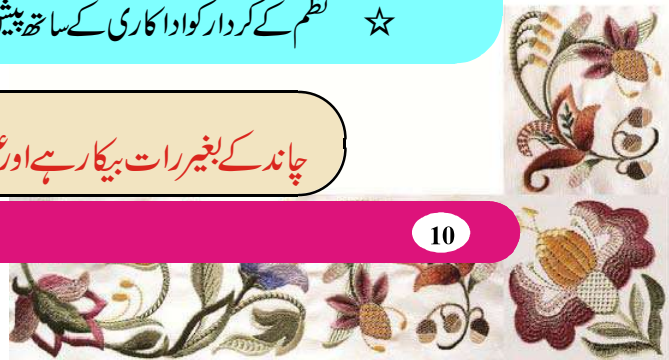 ☆ نظم کے کردار کو اداکاری کے ساتھ پیش
چاند کے بغیر رات بیکار ہے اور
10